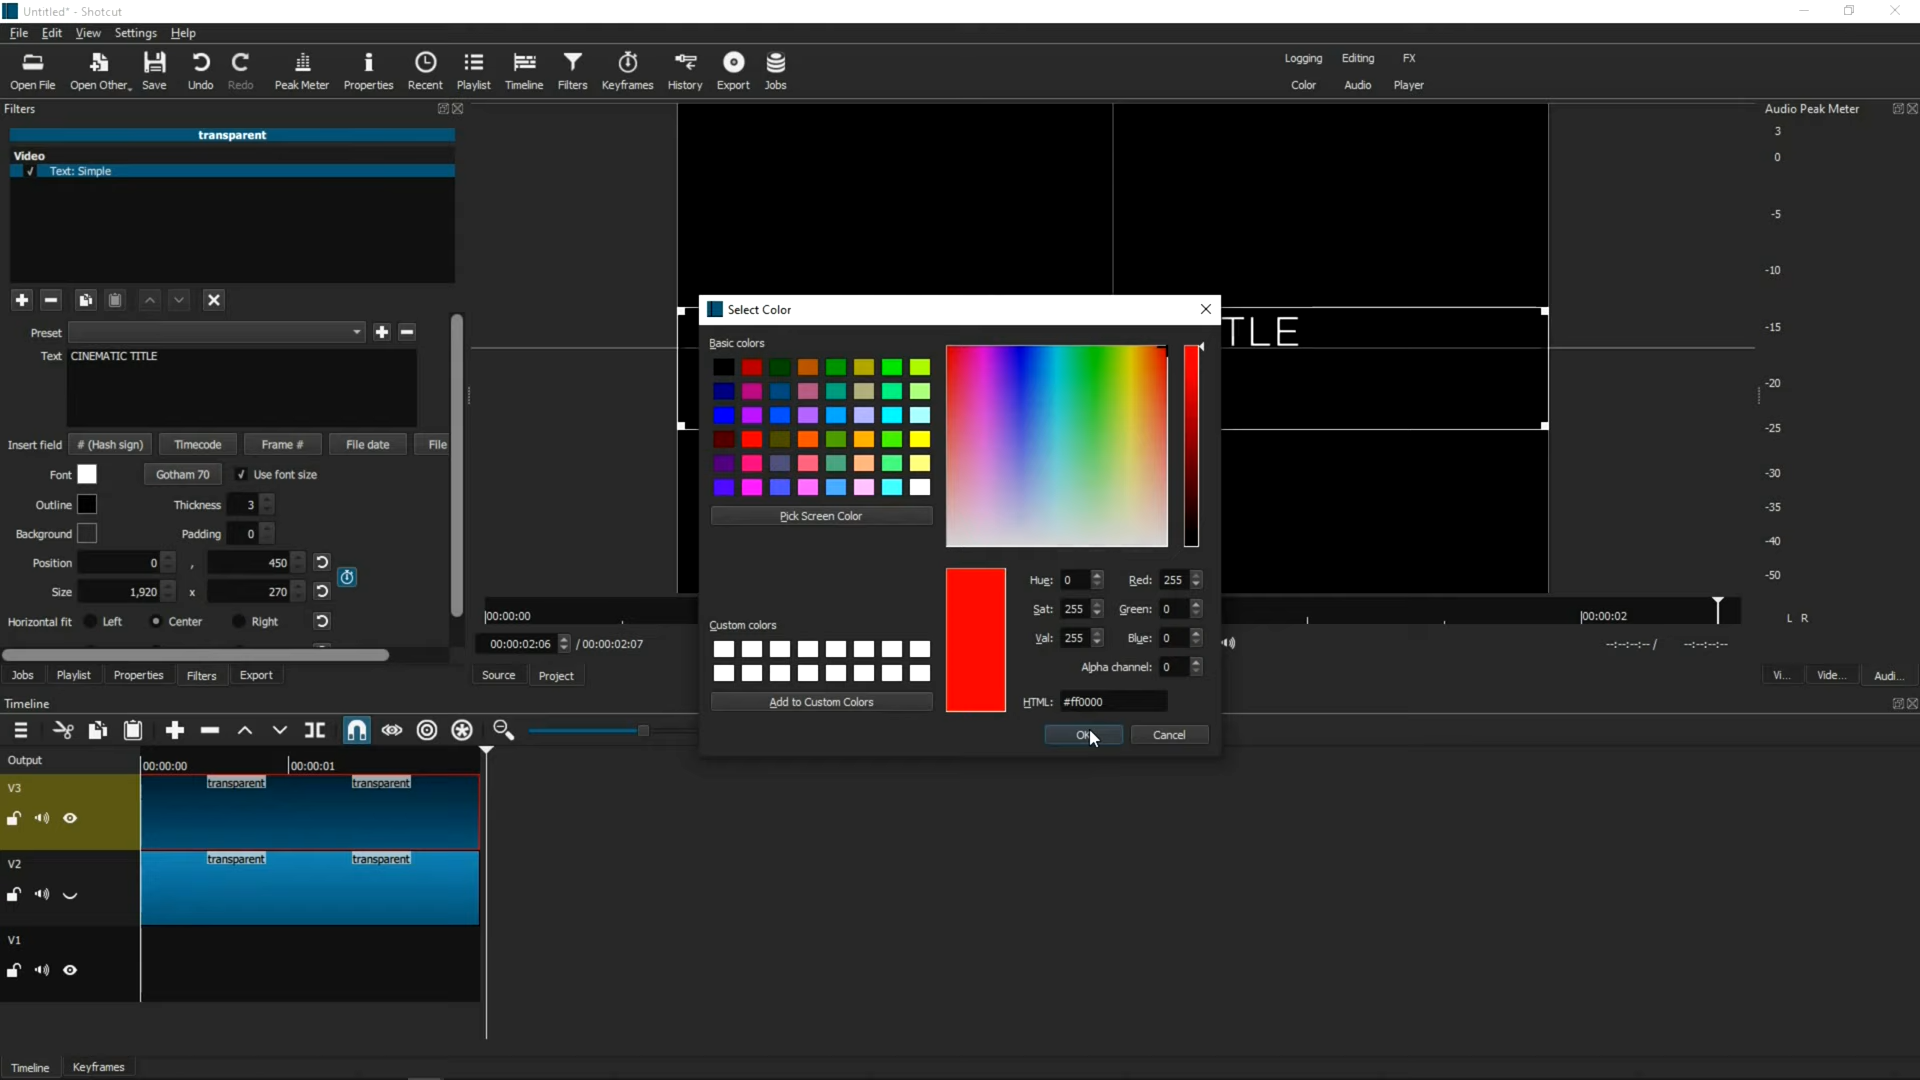 Untitled* - Shotcut
File Edit View Settings Help
Open File Open Other... Save Undo Redo Peak Meter Properties Recent Playlist Timeline Filters Keyframes History Export Jobs
Logging Editing FX
Color Audio Player
Filters
transparent
Video
✓ Text: Simple
Preset
Text CINEMATIC TITLE
Insert field # (Hash sign) Timecode Frame # File date File
Font Gotham 70 ✓ Use font size
Outline Thickness 3
Background Padding 0
Position 0 , 450
Size 1,920 x 270
Horizontal fit Left Center Right
Jobs Playlist Properties Filters Export
TLE
00:00:00
00:00:02
00:00:02:06 / 00:00:02:07
--:--:--:-- / --:--:--:--
Source Project
Select Color
Basic colors
Pick Screen Color
Custom colors
Add to Custom Colors
Hue: 0 Red: 255
Sat: 255 Green: 0
Val: 255 Blue: 0
Alpha channel: 0
HTML: #ff0000
OK Cancel
Audio Peak Meter
3
0
-5
-10
-15
-20
-25
-30
-35
-40
-50
L R
Vi... Vide... Audi...
Timeline
Output
00:00:00 00:00:01
V3
transparent transparent
V2
transparent transparent
V1
Timeline Keyframes